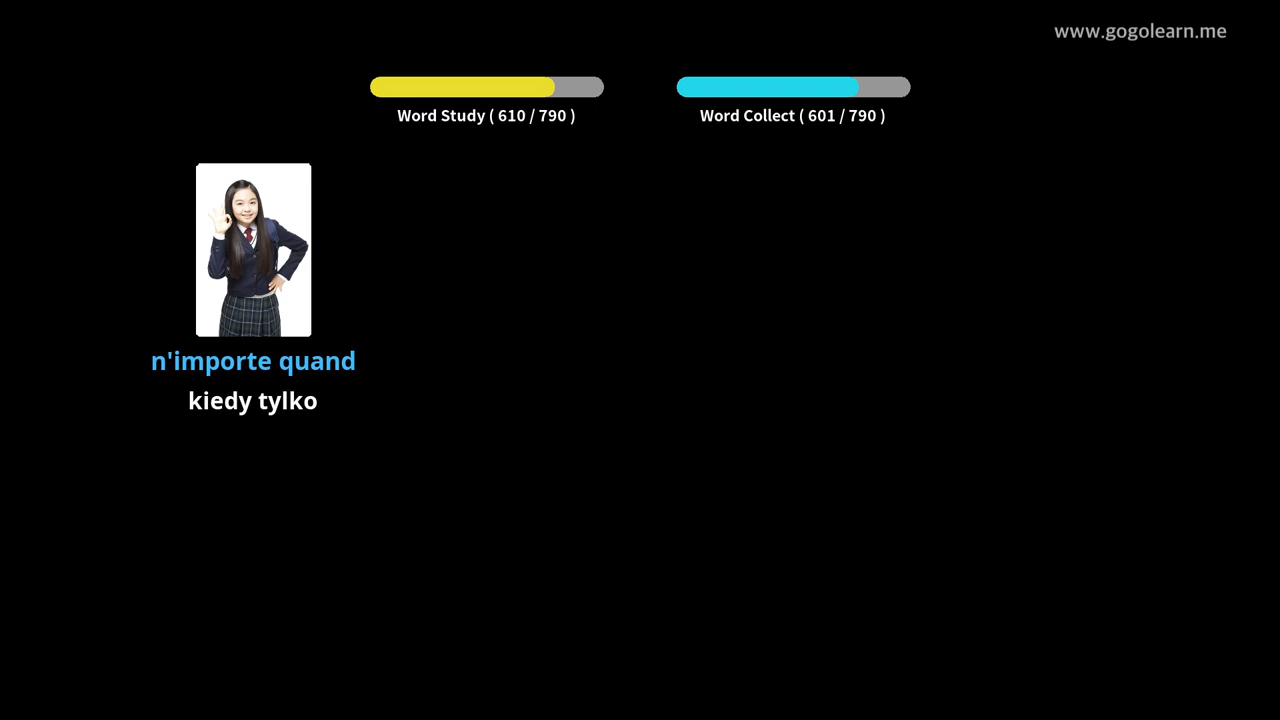 www.gogolearn.me
Word Study ( 610 / 790 )
Word Collect ( 601 / 790 )
n'importe quand
kiedy tylko